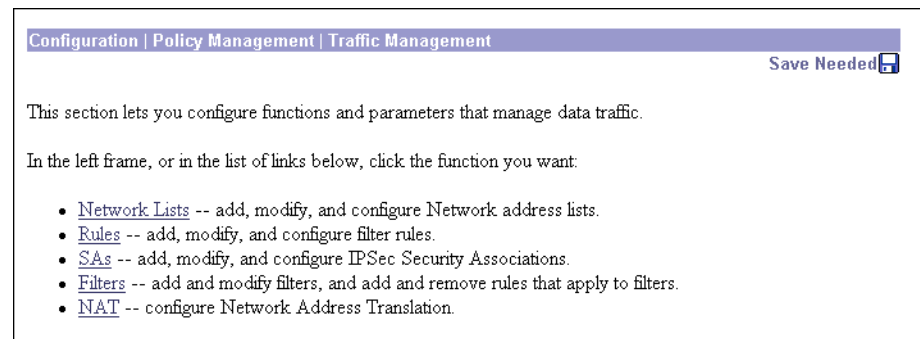 Configuration | Policy Management | Traffic Management
Save Needed
This section lets you configure functions and parameters that manage data traffic.
In the left frame, or in the list of links below, click the function you want:
• Network Lists -- add, modify, and configure Network address lists.
• Rules -- add, modify, and configure filter rules.
• SAs -- add, modify, and configure IPSec Security Associations.
• Filters -- add and modify filters, and add and remove rules that apply to filters.
• NAT -- configure Network Address Translation.